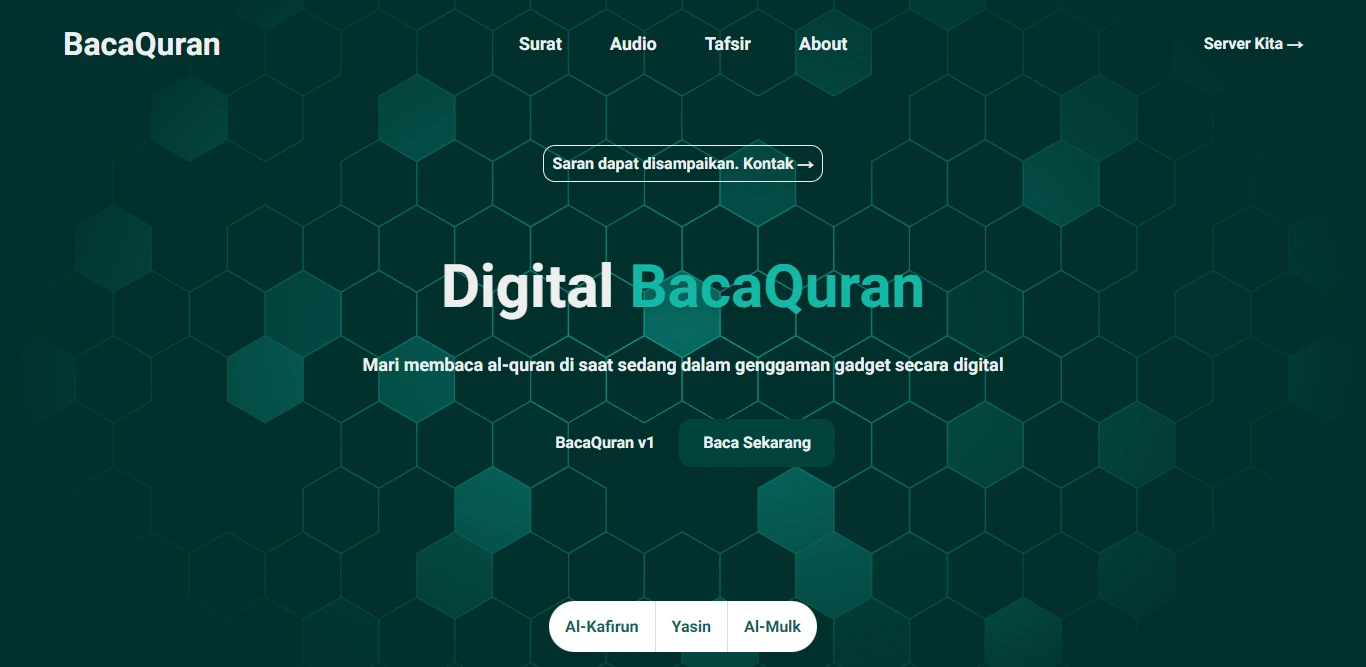 BacaQuran
Surat Audio Tafsir About
Server Kita →
Saran dapat disampaikan. Kontak →
Digital BacaQuran
Mari membaca al-quran di saat sedang dalam genggaman gadget secara digital
BacaQuran v1 Baca Sekarang
Al-Kafirun Yasin Al-Mulk